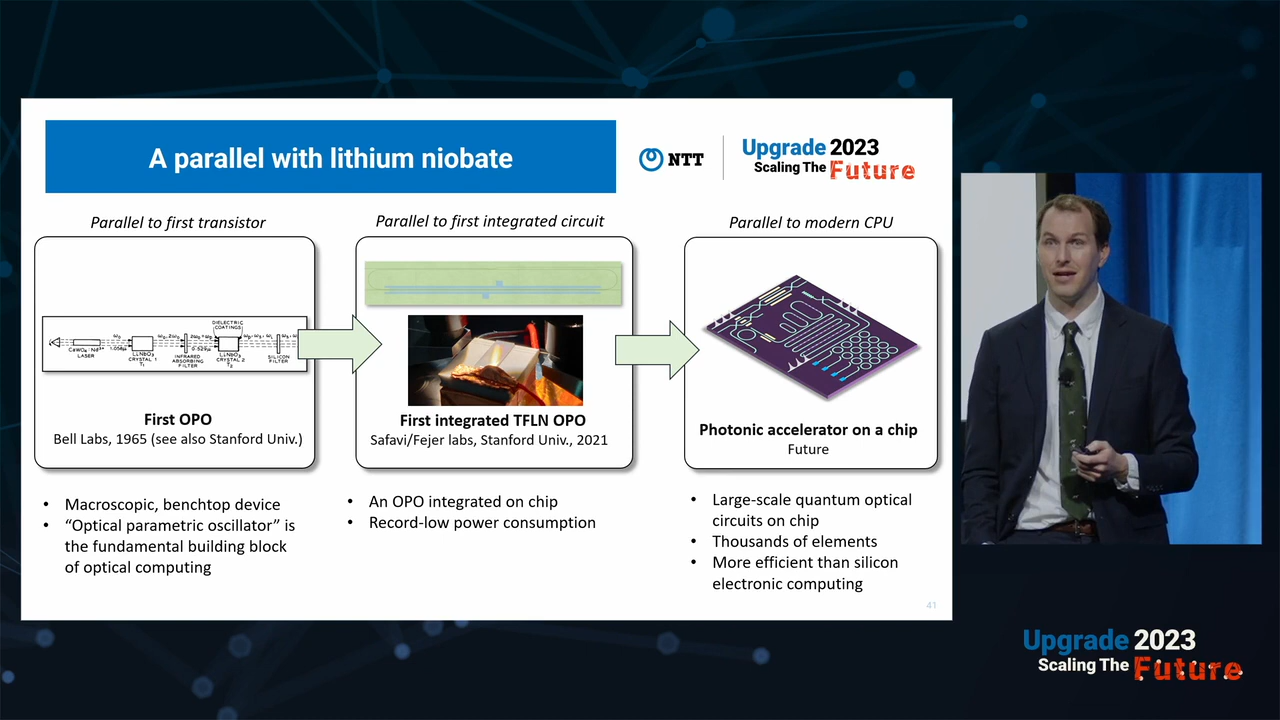 A parallel with lithium niobate
NTT
Upgrade 2023
Scaling The Future
Parallel to first transistor
Parallel to first integrated circuit
Parallel to modern CPU
DIELECTRIC
COATINGS
LASER
CRYSTAL 1
T₁
INFRARED
ABSORBING
FILTER
CRYSTAL 2
T₂
SILICON
FILTER
First OPO
Bell Labs, 1965 (see also Stanford Univ.)
First integrated TFLN OPO
Safavi/Fejer labs, Stanford Univ., 2021
Photonic accelerator on a chip
Future
• Macroscopic, benchtop device
• “Optical parametric oscillator” is
the fundamental building block
of optical computing
• An OPO integrated on chip
• Record-low power consumption
• Large-scale quantum optical
circuits on chip
• Thousands of elements
• More efficient than silicon
electronic computing
41
Upgrade 2023
Scaling The Future